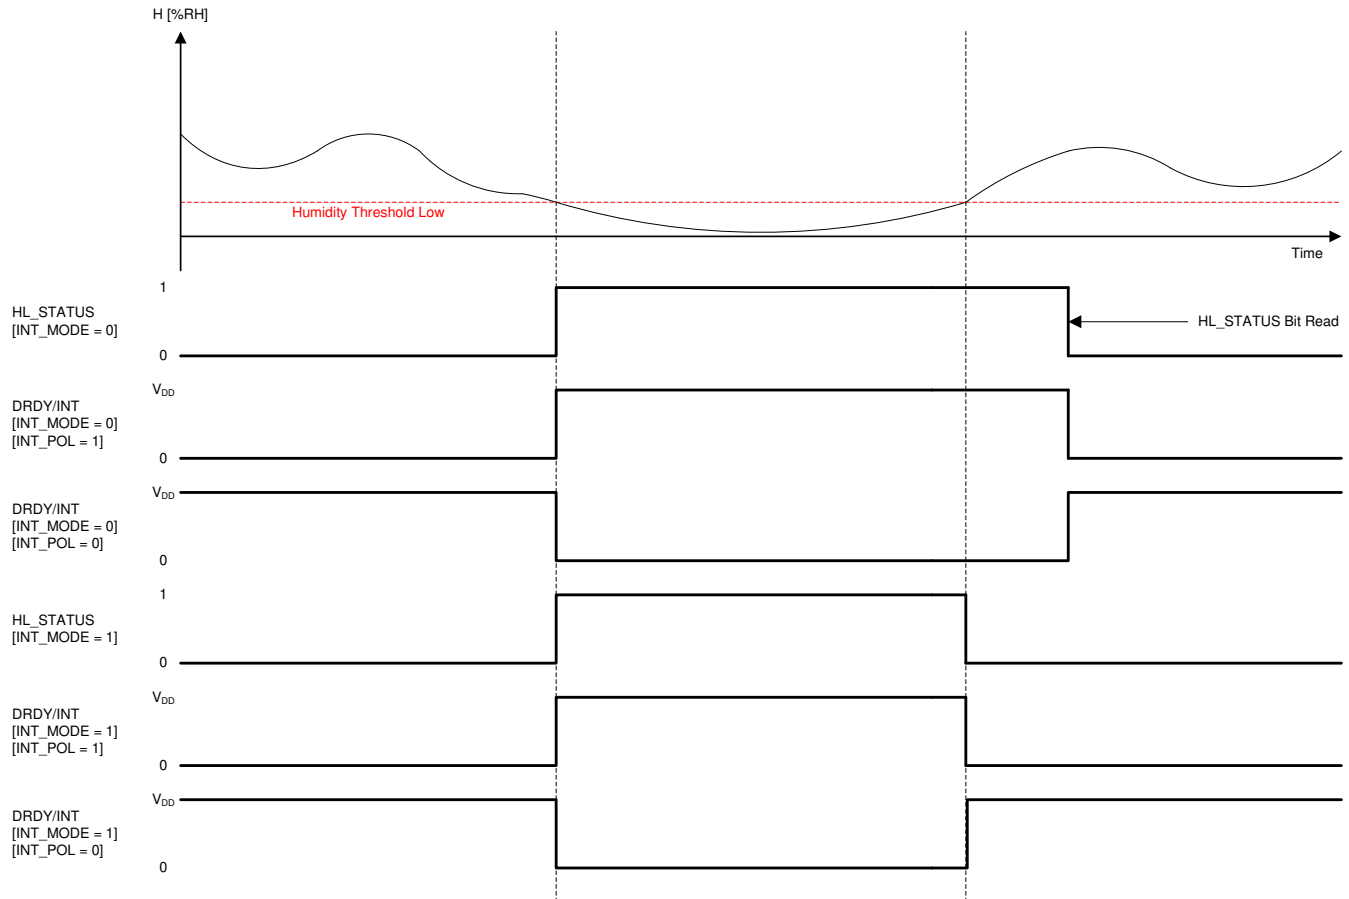 H [%RH]
Humidity Threshold Low
Time
1
HL_STATUS
[INT_MODE = 0]
HL_STATUS Bit Read
0
VDD
DRDY/INT
[INT_MODE = 0]
[INT_POL = 1]
0
VDD
DRDY/INT
[INT_MODE = 0]
[INT_POL = 0]
0
1
HL_STATUS
[INT_MODE = 1]
0
VDD
DRDY/INT
[INT_MODE = 1]
[INT_POL = 1]
0
VDD
DRDY/INT
[INT_MODE = 1]
[INT_POL = 0]
0